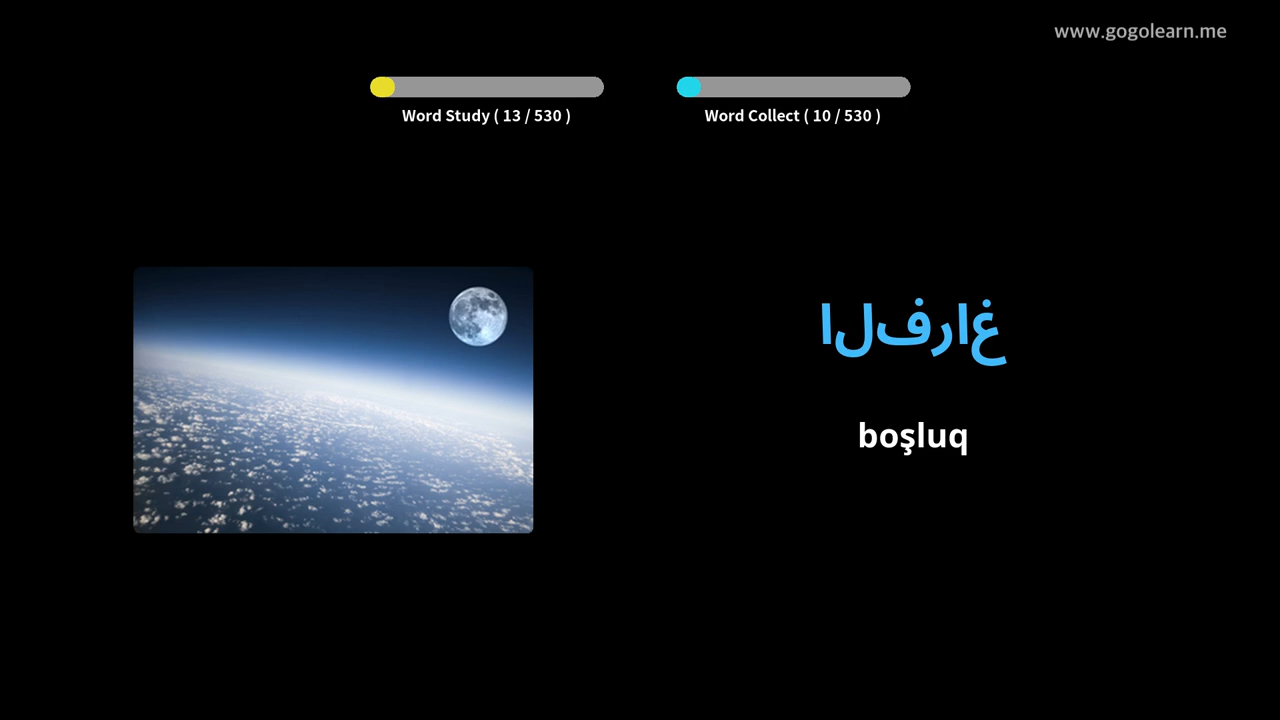 www.gogolearn.me
Word Study ( 13 / 530 )
Word Collect ( 10 / 530 )
الفراغ
boşluq